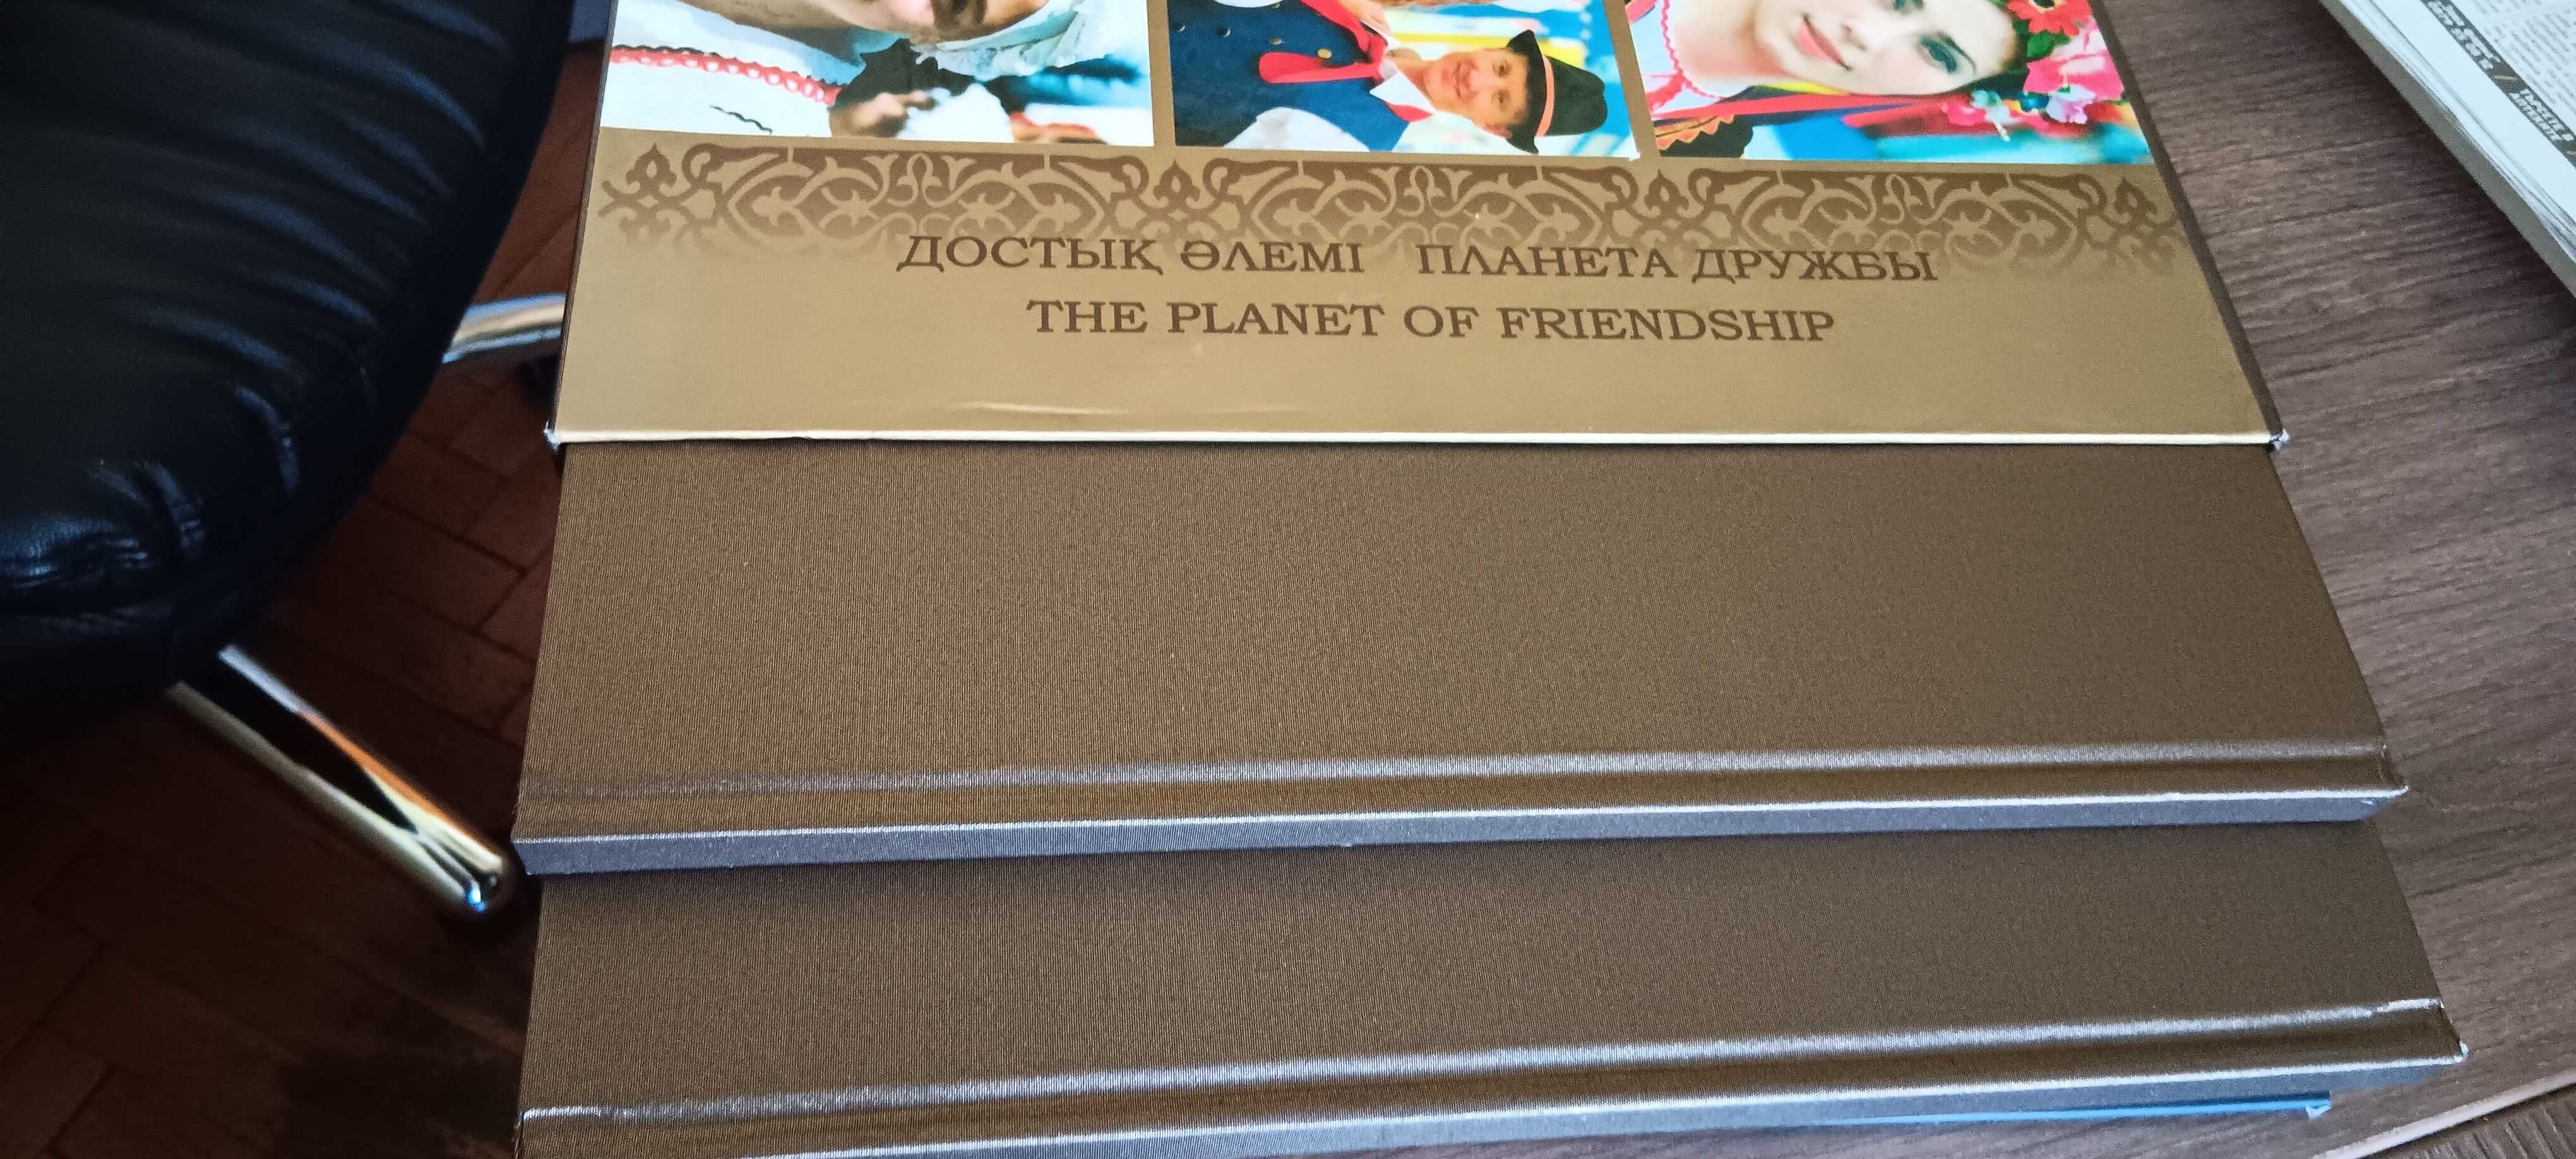 ДОСТЫҚ ӘЛЕМІ ПЛАНЕТА ДРУЖБЫ
THE PLANET OF FRIENDSHIP